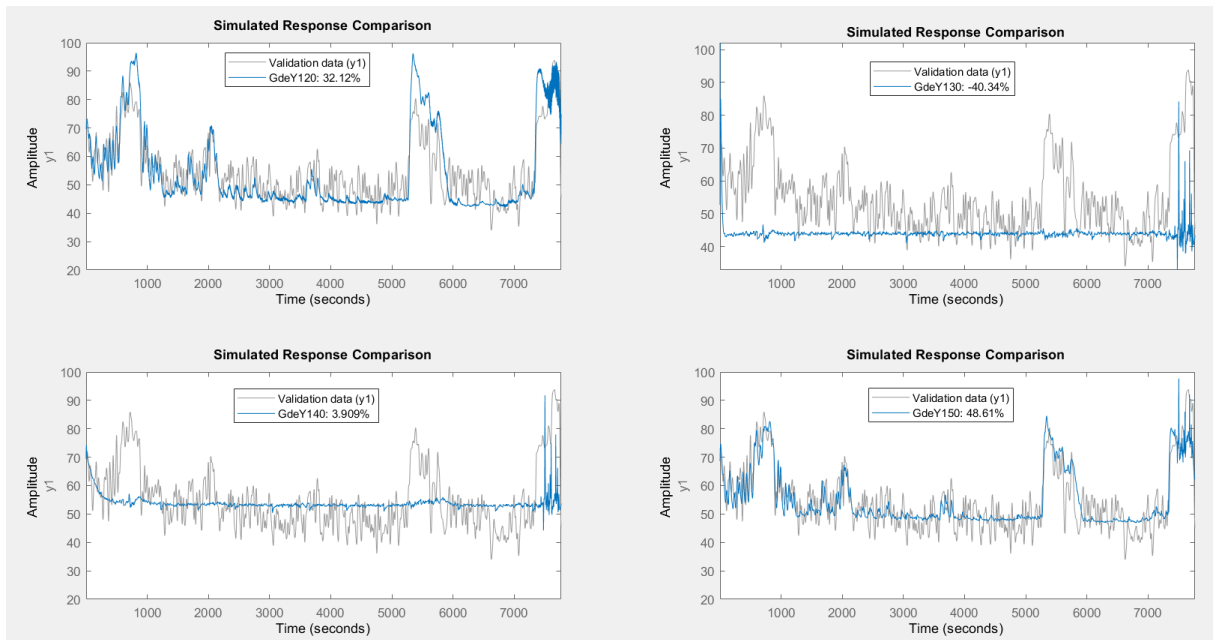 Simulated Response Comparison
Validation data (y1)
GdeY120: 32.12%
Amplitude
y1
100
90
80
70
60
50
40
30
20
1000 2000 3000 4000 5000 6000 7000
Time (seconds)
Simulated Response Comparison
Validation data (y1)
GdeY130: -40.34%
Amplitude
y1
100
90
80
70
60
50
40
1000 2000 3000 4000 5000 6000 7000
Time (seconds)
Simulated Response Comparison
Validation data (y1)
GdeY140: 3.909%
Amplitude
y1
100
90
80
70
60
50
40
30
20
1000 2000 3000 4000 5000 6000 7000
Time (seconds)
Simulated Response Comparison
Validation data (y1)
GdeY150: 48.61%
Amplitude
y1
100
90
80
70
60
50
40
30
20
1000 2000 3000 4000 5000 6000 7000
Time (seconds)